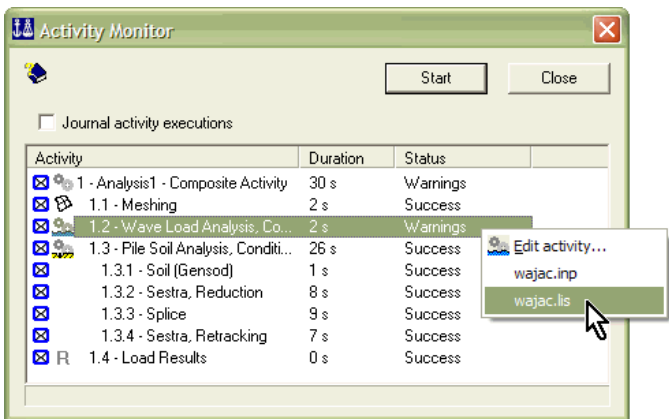 Activity Monitor
Start Close
Journal activity executions
Activity Duration Status
1 - Analysis1 - Composite Activity 30 s Warnings
1.1 - Meshing 2 s Success
1.2 - Wave Load Analysis, Co... 2 s Warnings
1.3 - Pile Soil Analysis, Conditi... 26 s Success
1.3.1 - Soil (Gensod) 1 s Success
1.3.2 - Sestra, Reduction 8 s Success
1.3.3 - Splice 9 s Success
1.3.4 - Sestra, Retracking 7 s Success
R 1.4 - Load Results 0 s Success
Edit activity...
wajac.inp
wajac.lis